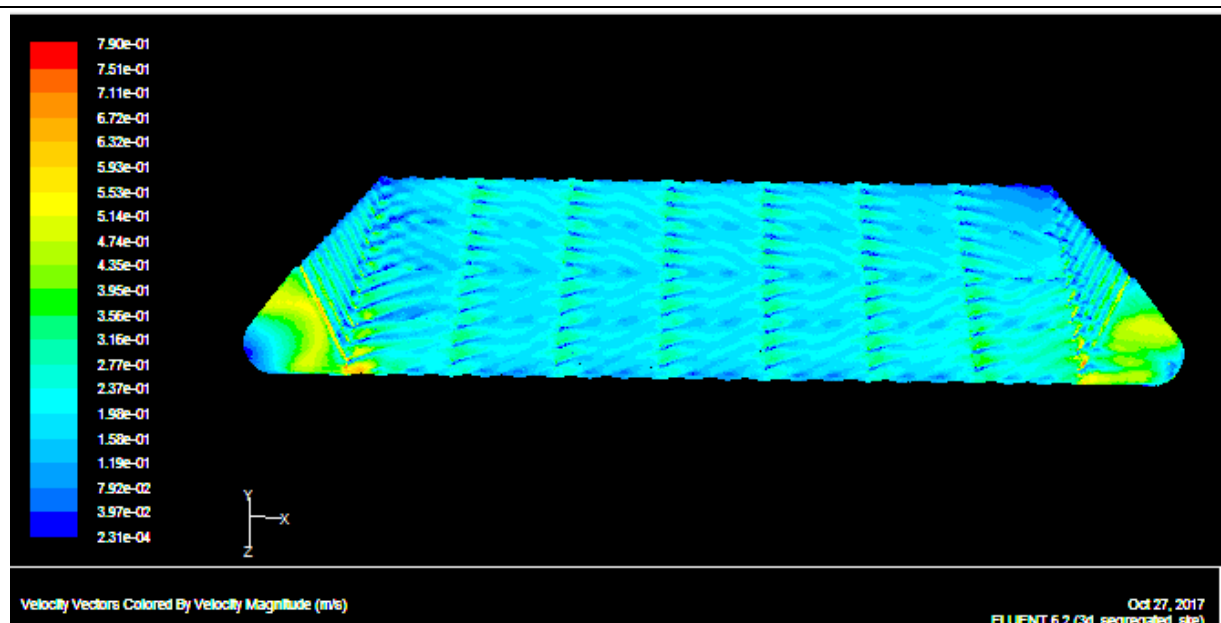 7.90e-01
7.51e-01
7.11e-01
6.72e-01
6.32e-01
5.93e-01
5.53e-01
5.14e-01
4.74e-01
4.35e-01
3.95e-01
3.56e-01
3.16e-01
2.77e-01
2.37e-01
1.98e-01
1.58e-01
1.19e-01
7.92e-02
3.97e-02
2.31e-04
Y
X
Z
Velocity Vectors Colored By Velocity Magnitude (m/s)
Oct 27, 2017
FLUENT 6.2 (3d, segregated, ske)